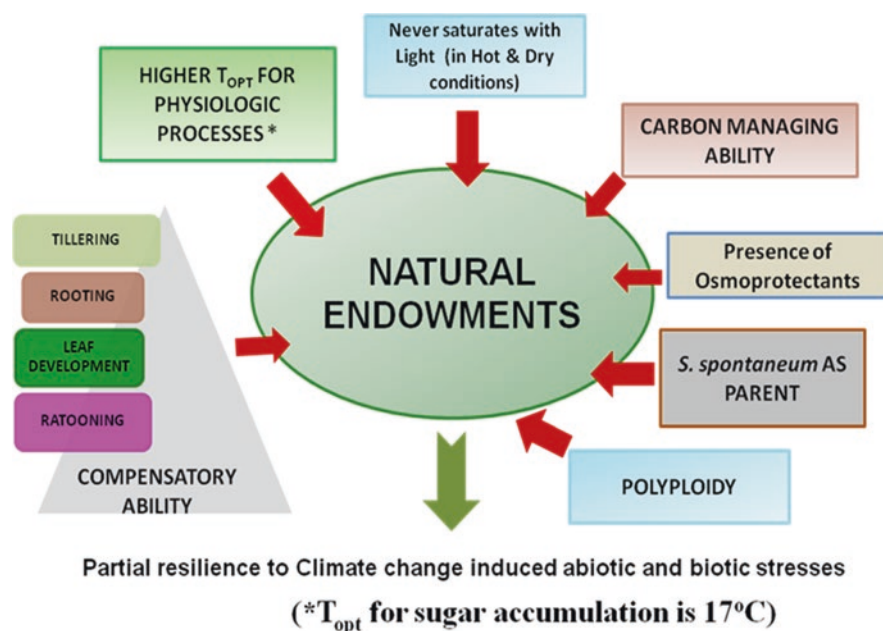 Never saturates with
Light (in Hot & Dry
conditions)
HIGHER T_OPT FOR
PHYSIOLOGIC
PROCESSES *
CARBON MANAGING
ABILITY
TILLERING
ROOTING
LEAF
DEVELOPMENT
RATOONING
COMPENSATORY
ABILITY
NATURAL
ENDOWMENTS
Presence of
Osmoprotectants
S. spontaneum AS
PARENT
POLYPLOIDY
Partial resilience to Climate change induced abiotic and biotic stresses
(*T_opt for sugar accumulation is 17°C)